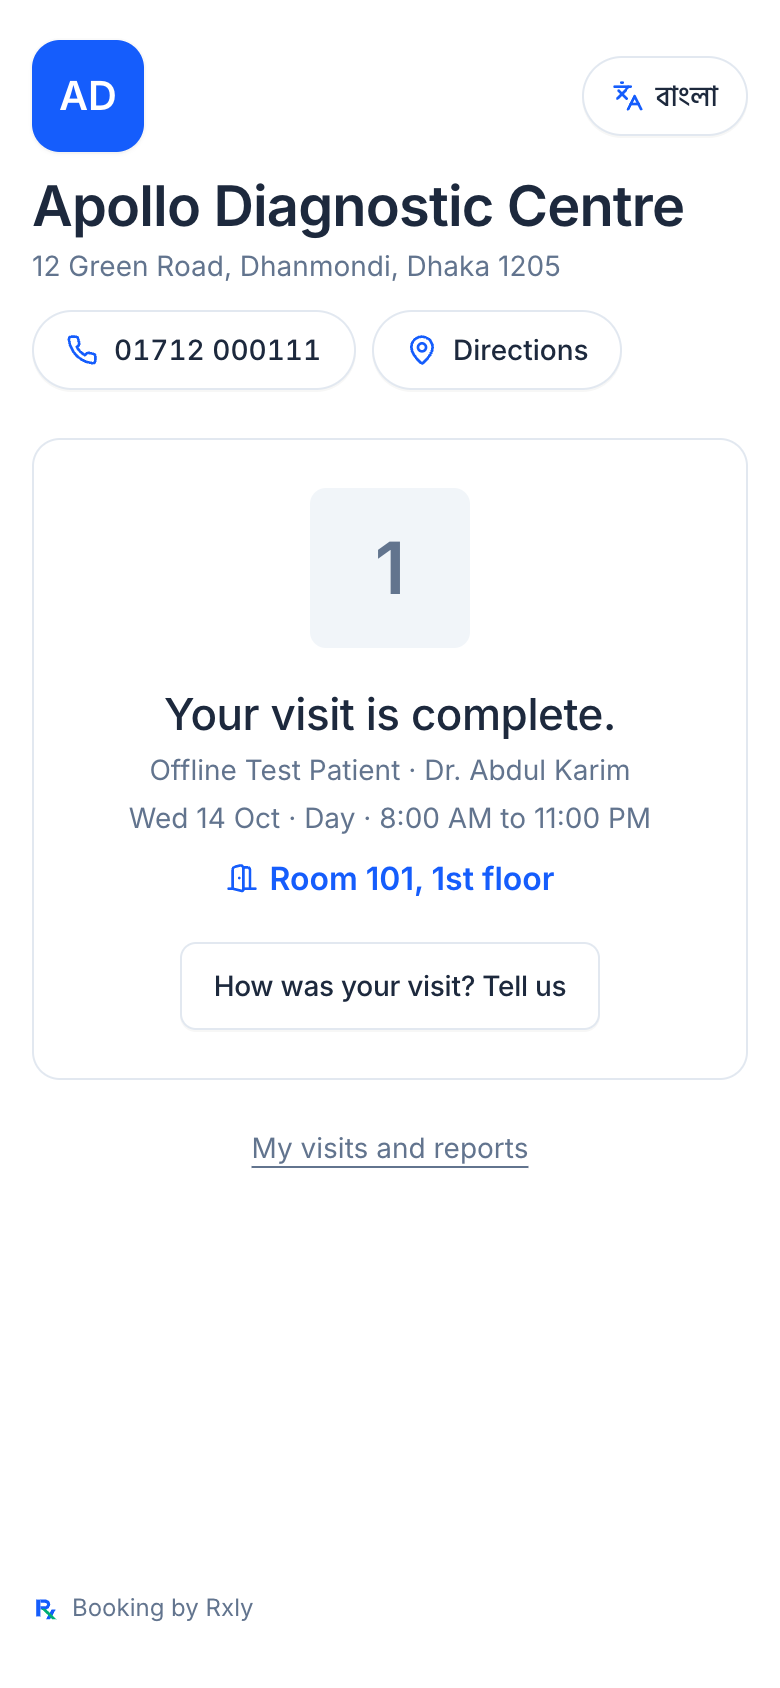 AD
বাংলা
Apollo Diagnostic Centre
12 Green Road, Dhanmondi, Dhaka 1205
01712 000111
Directions
1
Your visit is complete.
Offline Test Patient · Dr. Abdul Karim
Wed 14 Oct · Day · 8:00 AM to 11:00 PM
Room 101, 1st floor
How was your visit? Tell us
My visits and reports
Rx Booking by Rxly